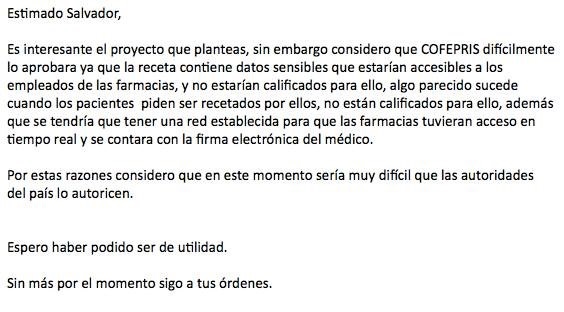 Estimado Salvador,
Es interesante el proyecto que planteas, sin embargo considero que COFEPRIS difícilmente
lo aprobara ya que la receta contiene datos sensibles que estarían accesibles a los
empleados de las farmacias, y no estarían calificados para ello, algo parecido sucede
cuando los pacientes piden ser recetados por ellos, no están calificados para ello, además
que se tendría que tener una red establecida para que las farmacias tuvieran acceso en
tiempo real y se contara con la firma electrónica del médico.
Por estas razones considero que en este momento sería muy difícil que las autoridades
del país lo autoricen.
Espero haber podido ser de utilidad.
Sin más por el momento sigo a tus órdenes.